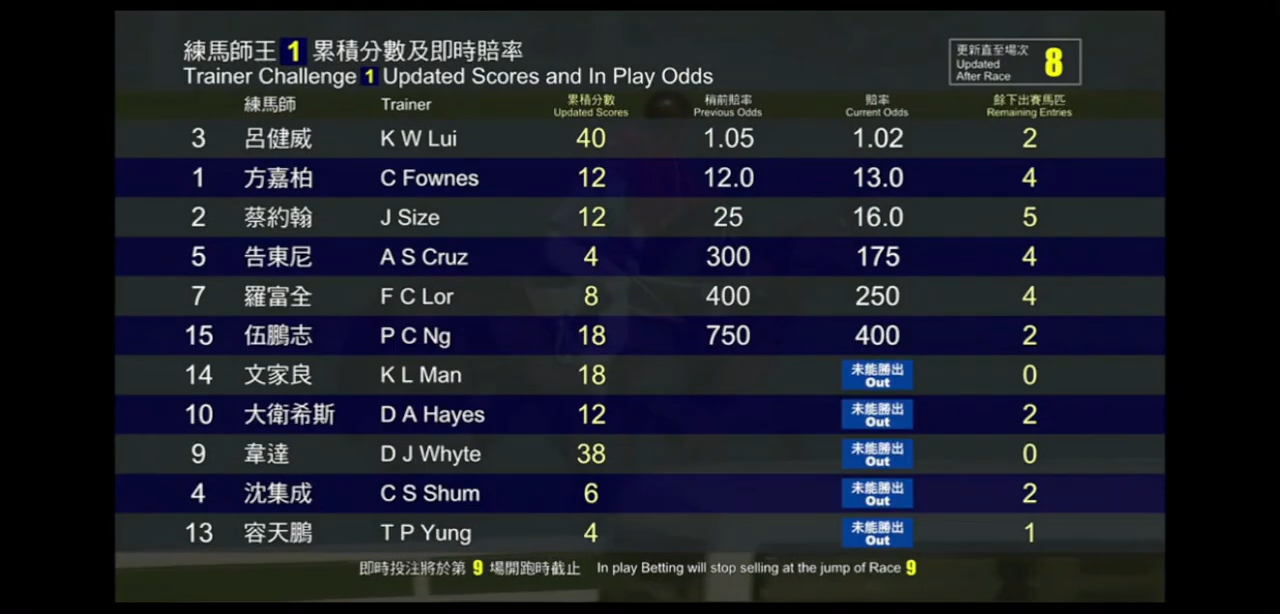 練馬師王 1 累積分數及即時賠率
Trainer Challenge 1 Updated Scores and In Play Odds
更新直至場次
Updated
After Race
8
練馬師 Trainer 累積分數 Updated Scores 稍前賠率 Previous Odds 賠率 Current Odds 餘下出賽馬匹 Remaining Entries
3 呂健威 K W Lui 40 1.05 1.02 2
1 方嘉柏 C Fownes 12 12.0 13.0 4
2 蔡約翰 J Size 12 25 16.0 5
5 告東尼 A S Cruz 4 300 175 4
7 羅富全 F C Lor 8 400 250 4
15 伍鵬志 P C Ng 18 750 400 2
14 文家良 K L Man 18 未能勝出 Out 0
10 大衛希斯 D A Hayes 12 未能勝出 Out 2
9 韋達 D J Whyte 38 未能勝出 Out 0
4 沈集成 C S Shum 6 未能勝出 Out 2
13 容天鵬 T P Yung 4 未能勝出 Out 1
即時投注將於第 9 場開跑時截止 In play Betting will stop selling at the jump of Race 9